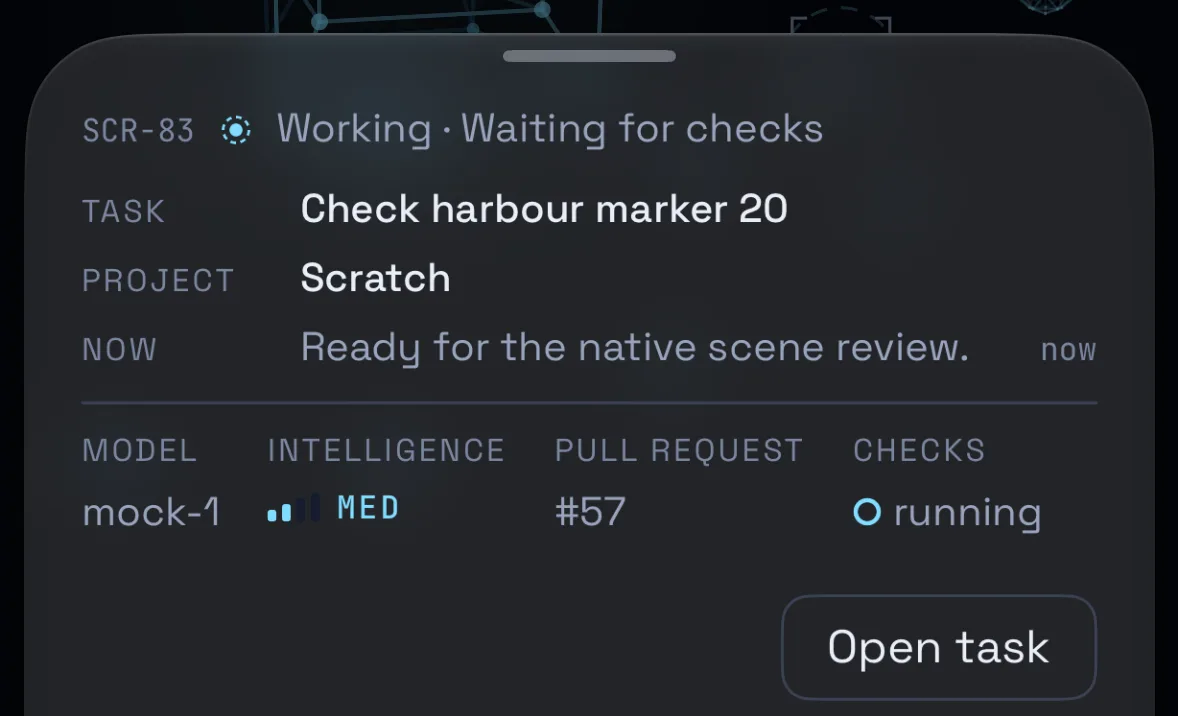 SCR-83 Working · Waiting for checks
TASK Check harbour marker 20
PROJECT Scratch
NOW Ready for the native scene review. now
MODEL INTELLIGENCE PULL REQUEST CHECKS
mock-1 MED #57 running
Open task